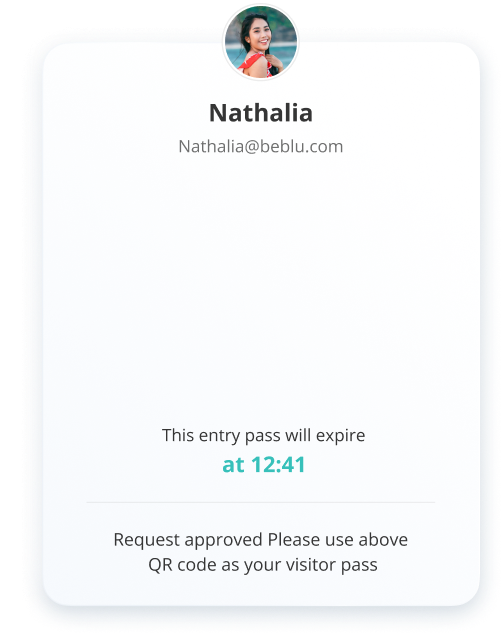 Nathalia
Nathalia@beblu.com
This entry pass will expire
at 12:41
Request approved Please use above
QR code as your visitor pass